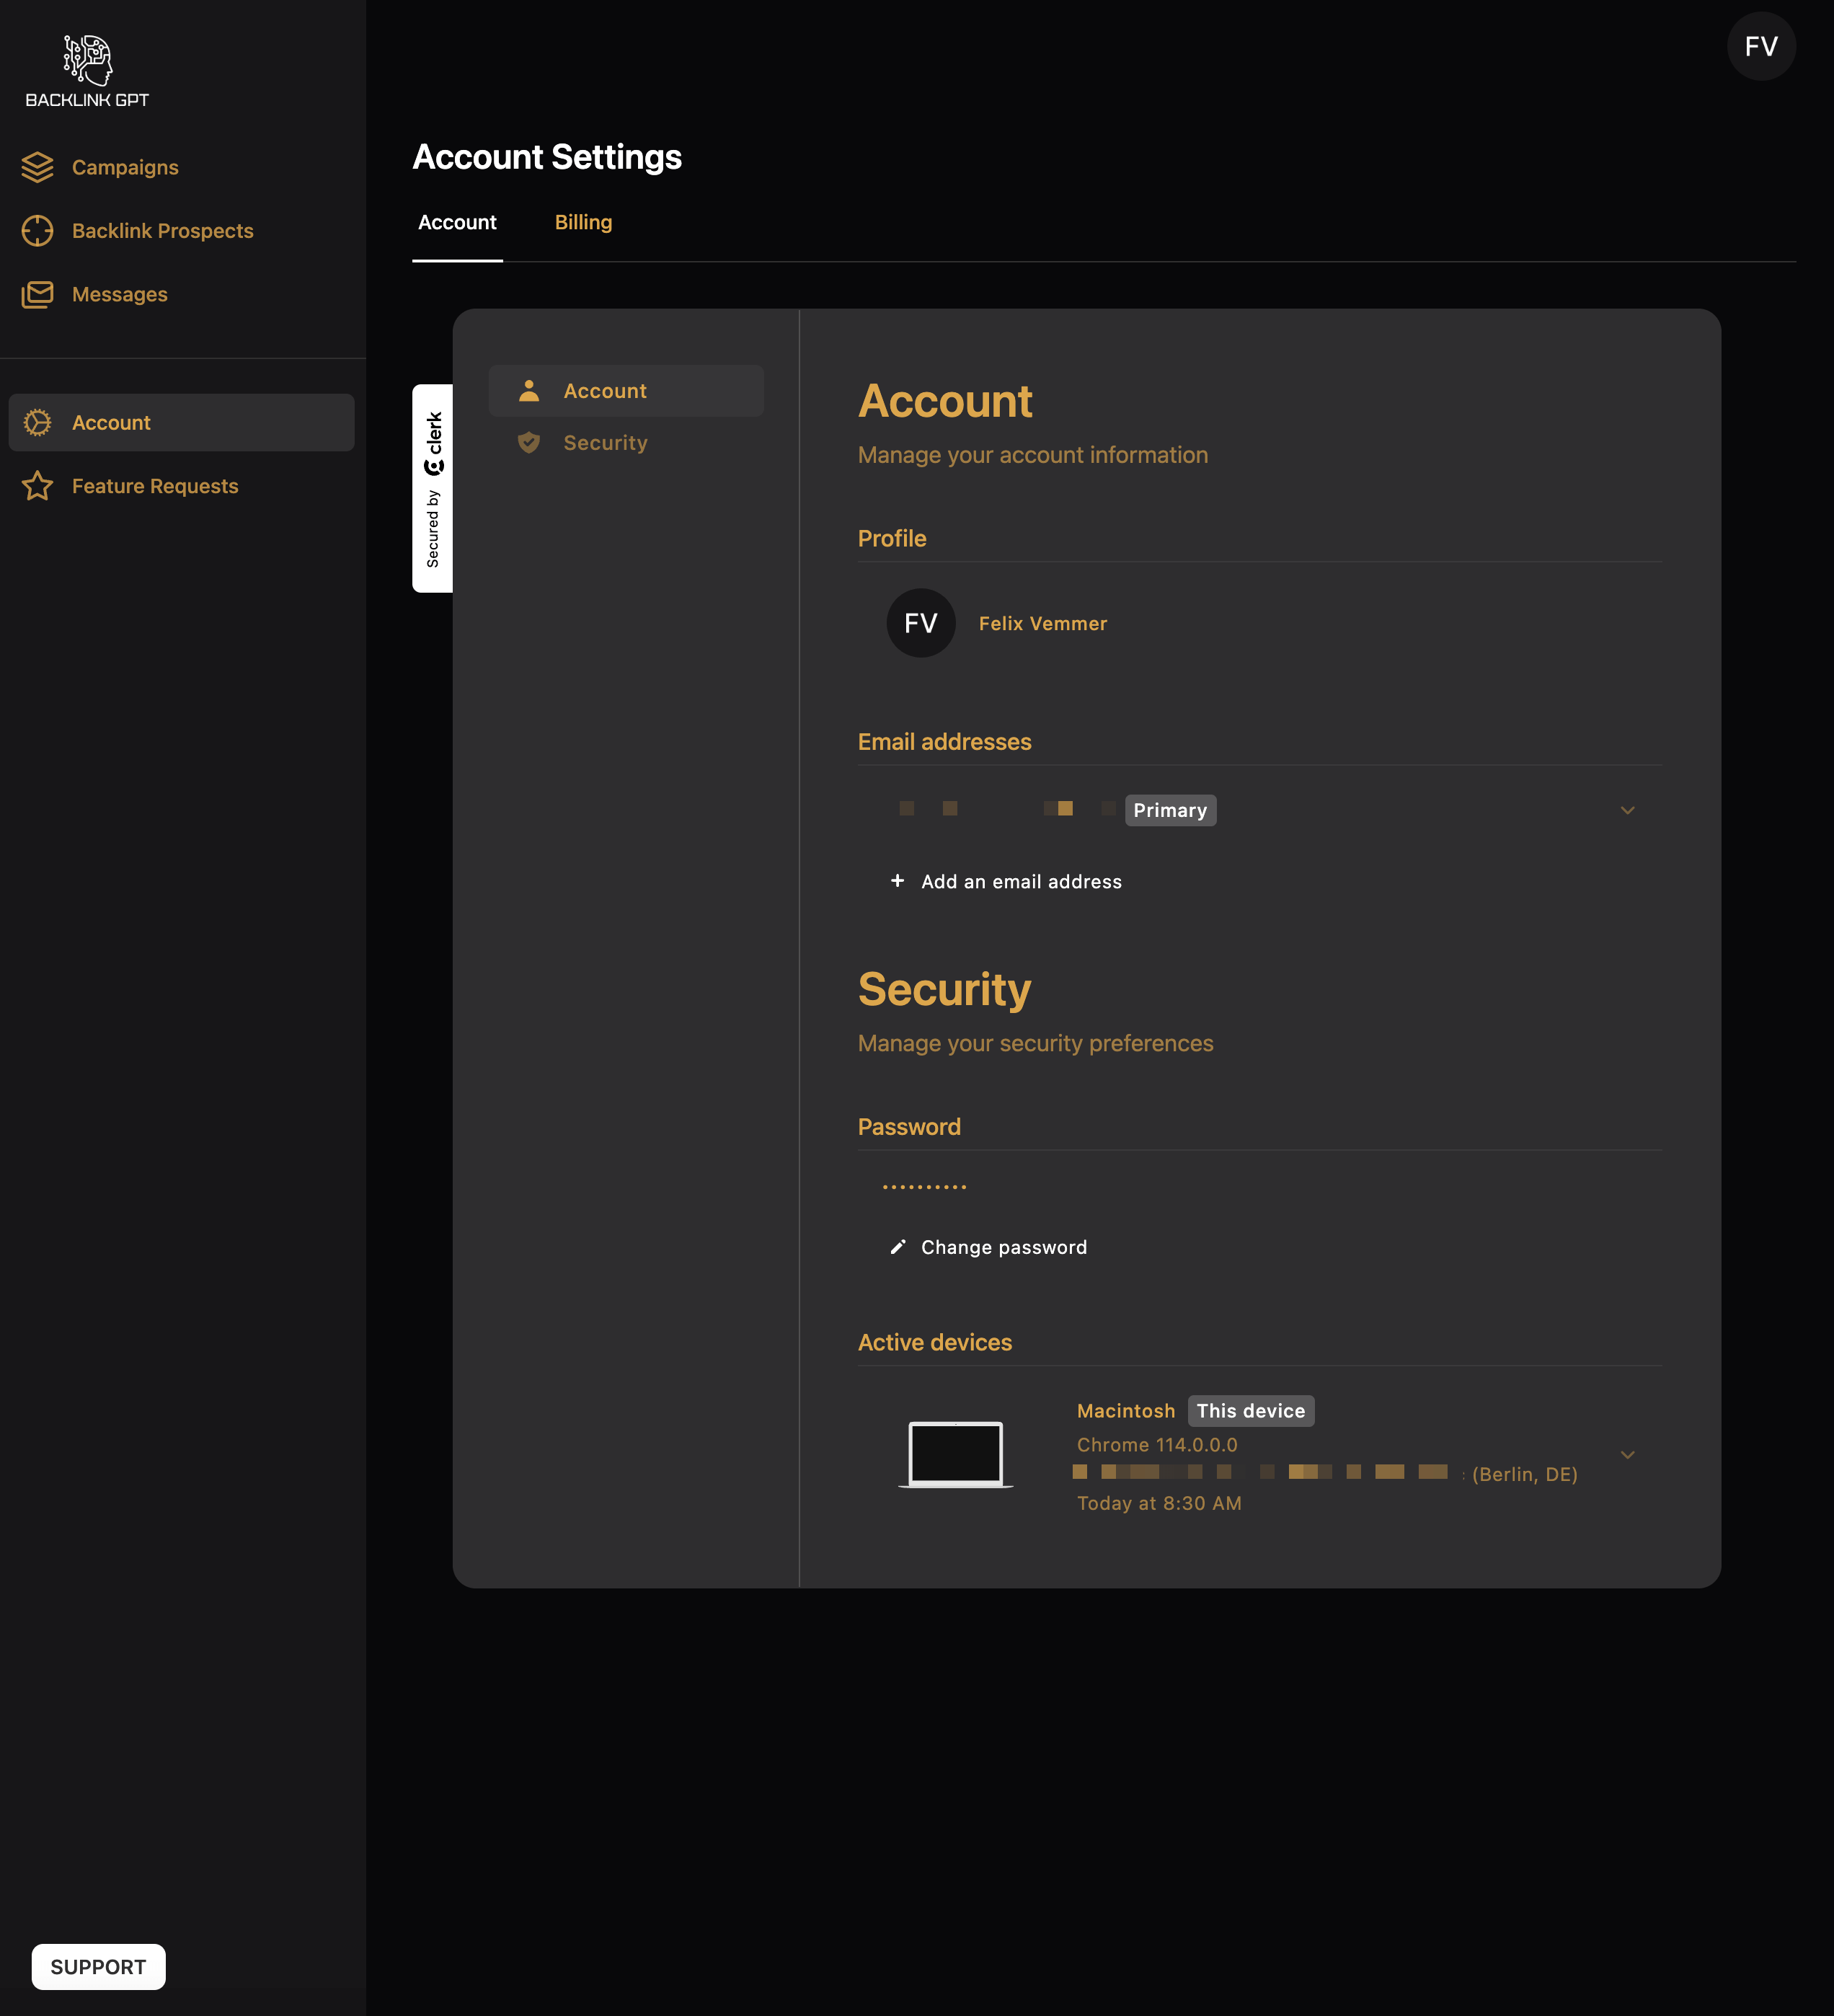 BACKLINK GPT
Campaigns
Backlink Prospects
Messages
Account
Feature Requests
SUPPORT
FV
Account Settings
Account
Billing
Secured by clerk
Account
Security
Account
Manage your account information
Profile
FV
Felix Vemmer
Email addresses
Primary
+ Add an email address
Security
Manage your security preferences
Password
••••••••••
Change password
Active devices
Macintosh This device
Chrome 114.0.0.0
(Berlin, DE)
Today at 8:30 AM